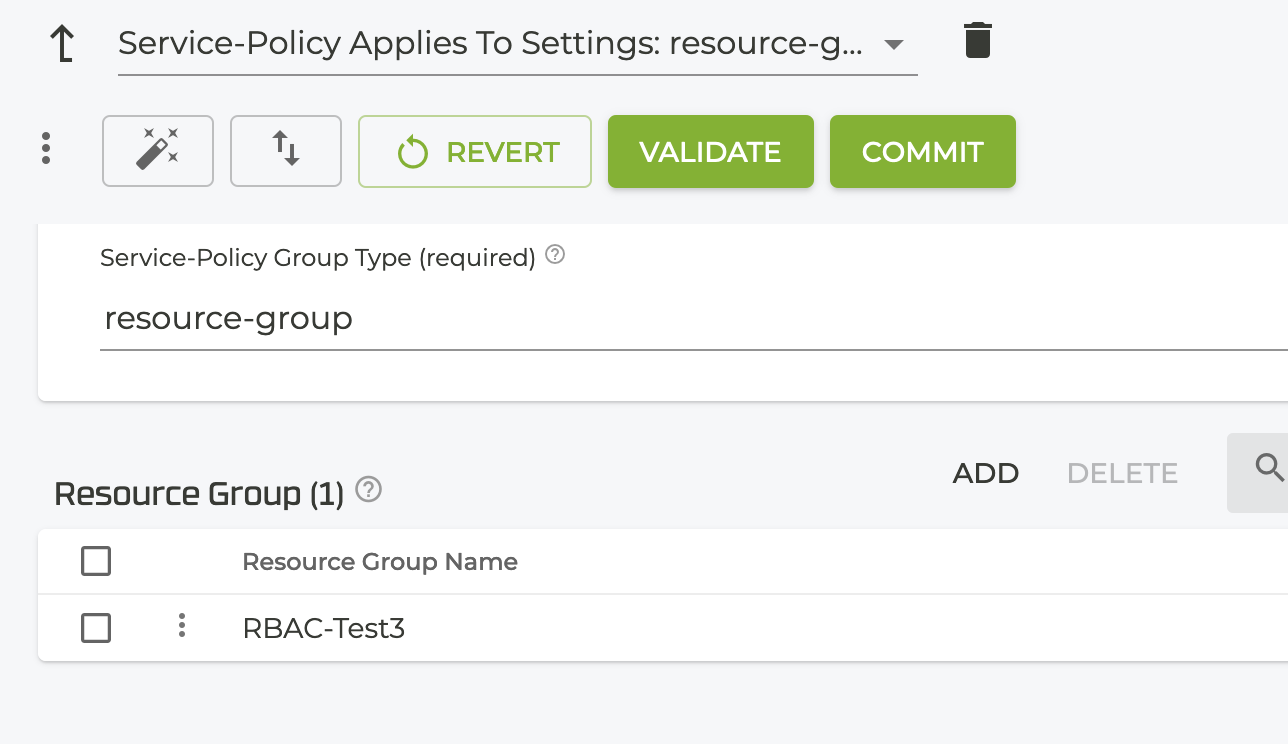 Service-Policy Applies To Settings: resource-g...
REVERT
VALIDATE
COMMIT
Service-Policy Group Type (required)
resource-group
Resource Group (1)
ADD
DELETE
Resource Group Name
RBAC-Test3